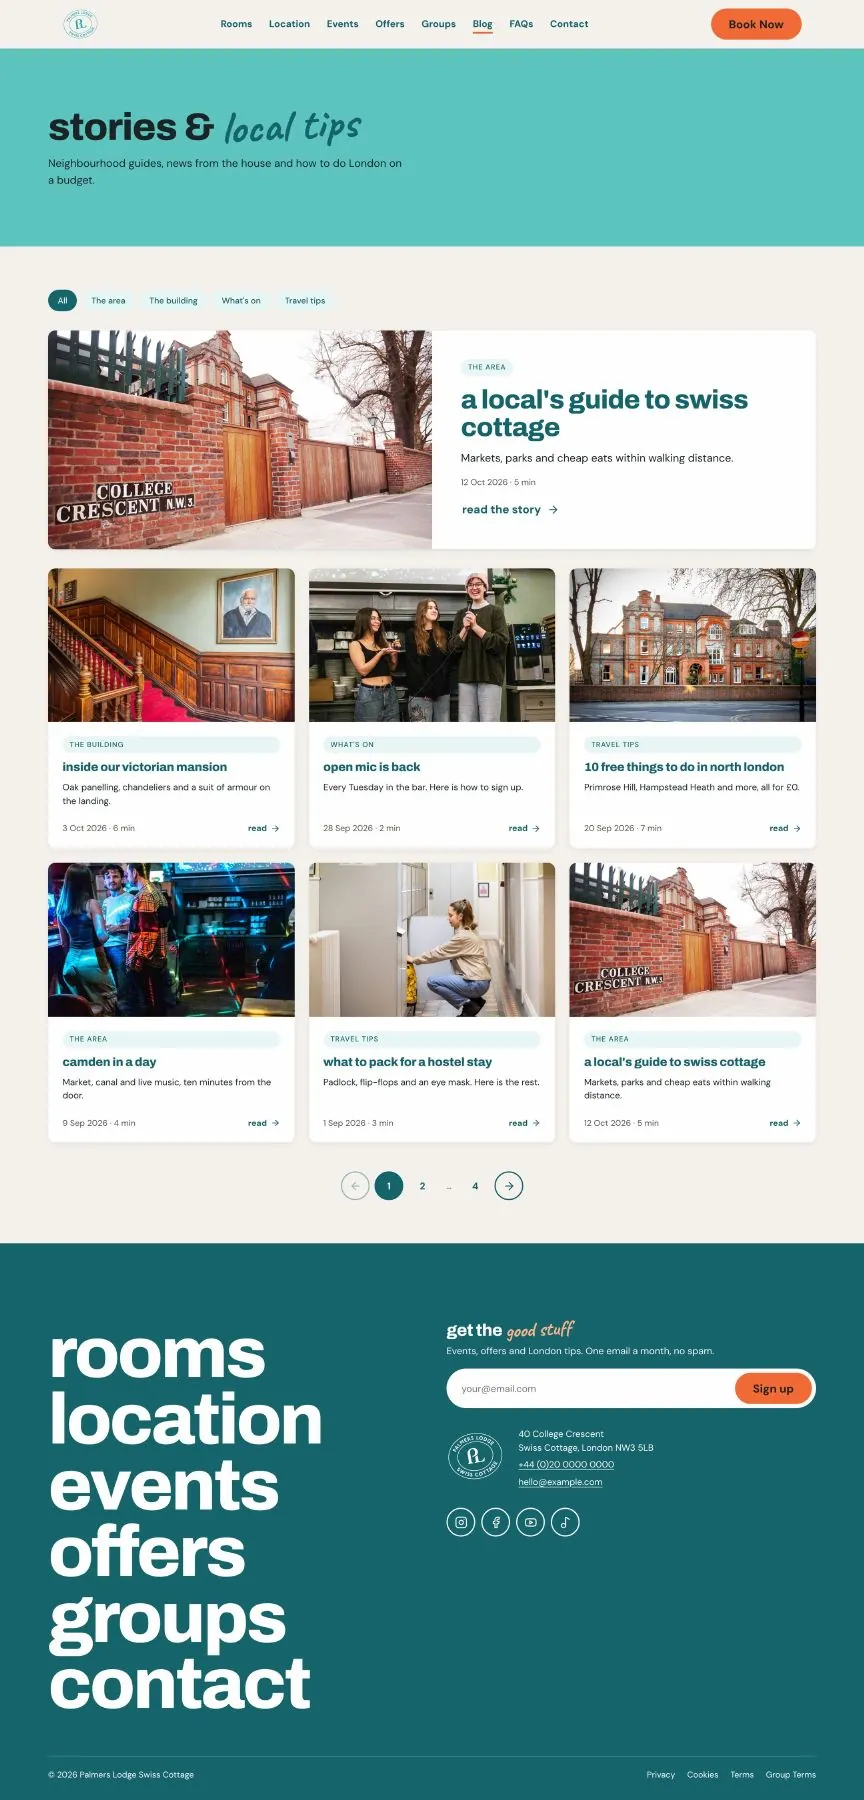 PALMERS LODGE
PL
SWISS COTTAGE
Rooms Location Events Offers Groups Blog FAQs Contact
Book Now
stories & local tips
Neighbourhood guides, news from the house and how to do London on
a budget.
All The area The building What's on Travel tips
COLLEGE
CRESCENT N.W.3.
THE AREA
a local's guide to swiss
cottage
Markets, parks and cheap eats within walking distance.
12 Oct 2026 · 5 min
read the story →
THE BUILDING
inside our victorian mansion
Oak panelling, chandeliers and a suit of armour on
the landing.
3 Oct 2026 · 6 min read →
WHAT'S ON
open mic is back
Every Tuesday in the bar. Here is how to sign up.
28 Sep 2026 · 2 min read →
TRAVEL TIPS
10 free things to do in north london
Primrose Hill, Hampstead Heath and more, all for £0.
20 Sep 2026 · 7 min read →
THE AREA
camden in a day
Market, canal and live music, ten minutes from the
door.
9 Sep 2026 · 4 min read →
TRAVEL TIPS
what to pack for a hostel stay
Padlock, flip-flops and an eye mask. Here is the rest.
1 Sep 2026 · 3 min read →
COLLEGE
CRESCENT N.W.3.
THE AREA
a local's guide to swiss cottage
Markets, parks and cheap eats within walking
distance.
12 Oct 2026 · 5 min read →
← 1 2 … 4 →
rooms
location
events
offers
groups
contact
get the good stuff
Events, offers and London tips. One email a month, no spam.
your@email.com Sign up
PALMERS LODGE
PL
SWISS COTTAGE
40 College Crescent
Swiss Cottage, London NW3 5LB
+44 (0)20 0000 0000
hello@example.com
© 2026 Palmers Lodge Swiss Cottage
Privacy Cookies Terms Group Terms